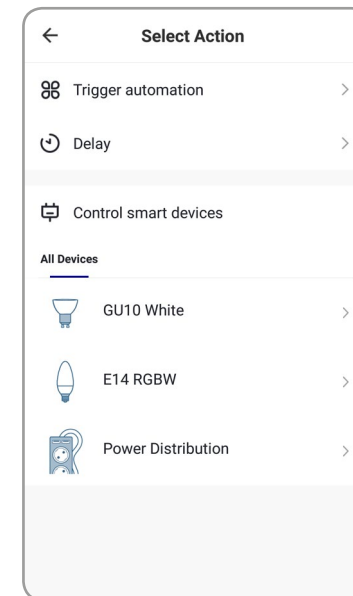 Select Action
Trigger automation
Delay
Control smart devices
All Devices
GU10 White
E14 RGBW
Power Distribution